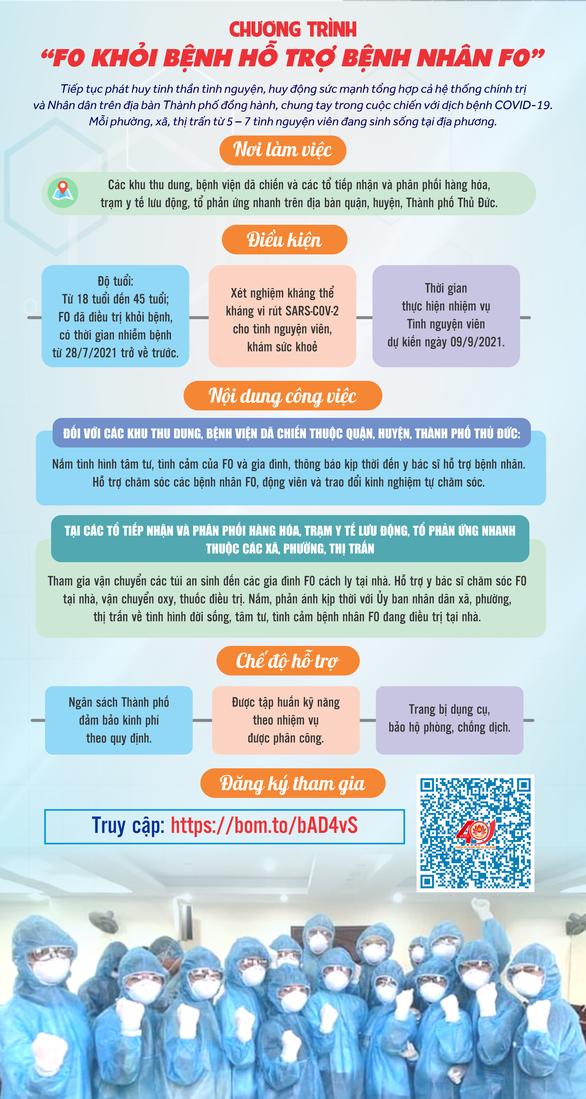 CHƯƠNG TRÌNH
“F0 KHỎI BỆNH HỖ TRỢ BỆNH NHÂN F0”
Tiếp tục phát huy tinh thần tình nguyện, huy động sức mạnh tổng hợp cả hệ thống chính trị
và Nhân dân trên địa bàn Thành phố đồng hành, chung tay trong cuộc chiến với dịch bệnh COVID-19.
Mỗi phường, xã, thị trấn từ 5 – 7 tình nguyện viên đang sinh sống tại địa phương.
Nơi làm việc
Các khu thu dung, bệnh viện dã chiến và các tổ tiếp nhận và phân phối hàng hóa,
trạm y tế lưu động, tổ phản ứng nhanh trên địa bàn quận, huyện, Thành phố Thủ Đức.
Điều kiện
Độ tuổi:
Từ 18 tuổi đến 45 tuổi;
F0 đã điều trị khỏi bệnh,
có thời gian nhiễm bệnh
từ 28/7/2021 trở về trước.
Xét nghiệm kháng thể
kháng vi rút SARS-COV-2
cho tình nguyện viên,
khám sức khoẻ
Thời gian
thực hiện nhiệm vụ
Tình nguyện viên
dự kiến ngày 09/9/2021.
Nội dung công việc
ĐỐI VỚI CÁC KHU THU DUNG, BỆNH VIỆN DÃ CHIẾN THUỘC QUẬN, HUYỆN, THÀNH PHỐ THỦ ĐỨC:
Nắm tình hình tâm tư, tình cảm của F0 và gia đình, thông báo kịp thời đến y bác sĩ hỗ trợ bệnh nhân.
Hỗ trợ chăm sóc các bệnh nhân F0, động viên và trao đổi kinh nghiệm tự chăm sóc.
TẠI CÁC TỔ TIẾP NHẬN VÀ PHÂN PHỐI HÀNG HÓA, TRẠM Y TẾ LƯU ĐỘNG, TỔ PHẢN ỨNG NHANH
THUỘC CÁC XÃ, PHƯỜNG, THỊ TRẤN
Tham gia vận chuyển các túi an sinh đến các gia đình F0 cách ly tại nhà. Hỗ trợ y bác sĩ chăm sóc F0
tại nhà, vận chuyển oxy, thuốc điều trị. Nắm, phản ánh kịp thời với Ủy ban nhân dân xã, phường,
thị trấn về tình hình đời sống, tâm tư, tình cảm bệnh nhân F0 đang điều trị tại nhà.
Chế độ hỗ trợ
Ngân sách Thành phố
đảm bảo kinh phí
theo quy định.
Được tập huấn kỹ năng
theo nhiệm vụ
được phân công.
Trang bị dụng cụ,
bảo hộ phòng, chống dịch.
Đăng ký tham gia
Truy cập: https://bom.to/bAD4vS